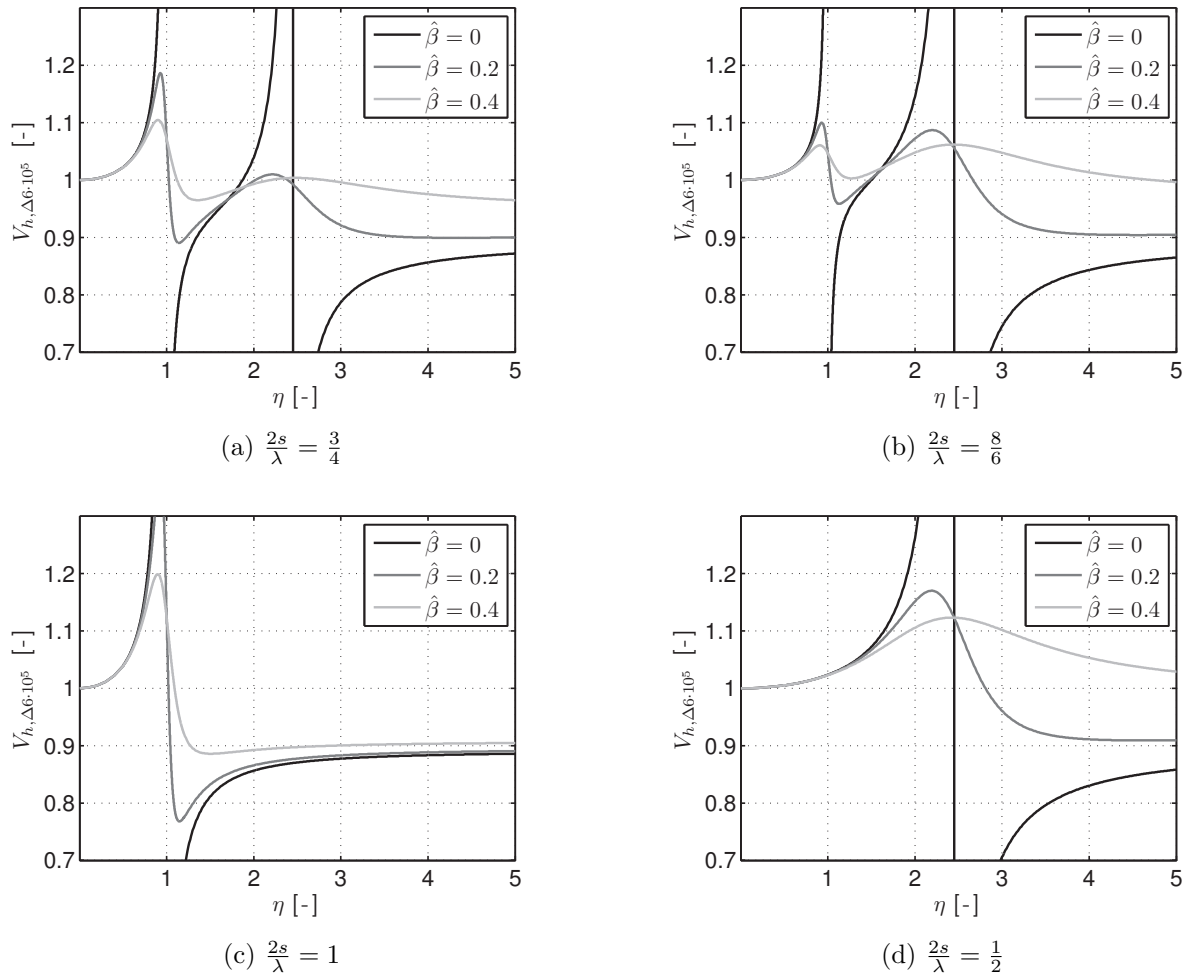 β̂ = 0
β̂ = 0.2
β̂ = 0.4
1.2
1.1
1
0.9
0.8
0.7
V_{h,Δ6·10^5} [-]
1 2 3 4 5
η [-]
(a) 2s/λ = 3/4
β̂ = 0
β̂ = 0.2
β̂ = 0.4
1.2
1.1
1
0.9
0.8
0.7
V_{h,Δ6·10^5} [-]
1 2 3 4 5
η [-]
(b) 2s/λ = 8/6
β̂ = 0
β̂ = 0.2
β̂ = 0.4
1.2
1.1
1
0.9
0.8
0.7
V_{h,Δ6·10^5} [-]
1 2 3 4 5
η [-]
(c) 2s/λ = 1
β̂ = 0
β̂ = 0.2
β̂ = 0.4
1.2
1.1
1
0.9
0.8
0.7
V_{h,Δ6·10^5} [-]
1 2 3 4 5
η [-]
(d) 2s/λ = 1/2